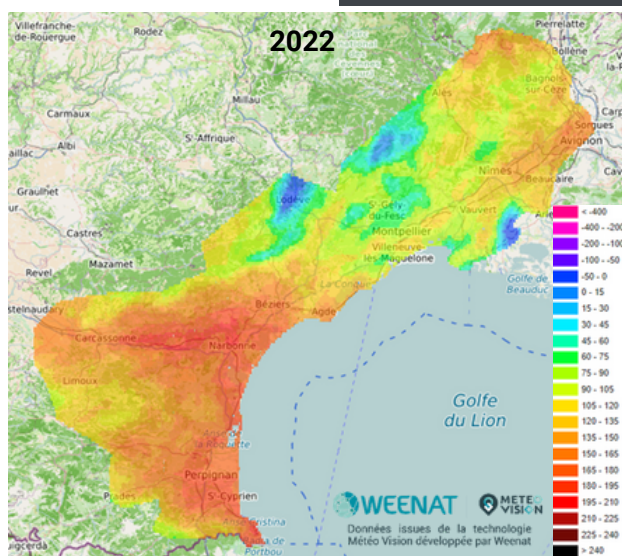 2022
Villefranche-
de-Rouergue
Rodez
Millau
St-Affrique
Carmaux
Albi
Graulhet
Castres
Mazamet
Revel
Castelnaudary
Carcassonne
Limoux
Prades
Perpignan
St-Cyprien
Narbonne
Béziers
Agde
Lodève
St-Gély
du-Fesc
Montpellier
Villeneuve-
lès-Maguelone
Vauvert
Nîmes
Alès
Bagnols
sur-Cèze
Pierrelatte
Bollène
Sorgues
Avignon
Beaucaire
Golfe de
Beauduc
Golfe
du Lion
< -400
-400 - -200
-200 - -100
-100 - -50
-50 - 0
0 - 15
15 - 30
30 - 45
45 - 60
60 - 75
75 - 90
90 - 105
105 - 120
120 - 135
135 - 150
150 - 165
165 - 180
180 - 195
195 - 210
210 - 225
225 - 240
> 240
WEENAT
METEO
VISION
Données issues de la technologie
Météo Vision développée par Weenat